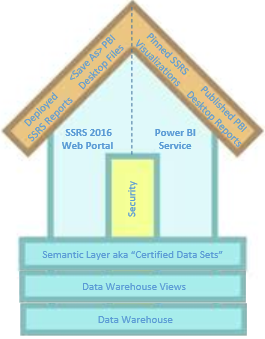 Deployed
SSRS Reports
<Save As> PBI
Desktop Files
Pinned SSRS
Visualizations
Published PBI
Desktop Reports
SSRS 2016
Web Portal
Power BI
Service
Security
Semantic Layer aka “Certified Data Sets”
Data Warehouse Views
Data Warehouse